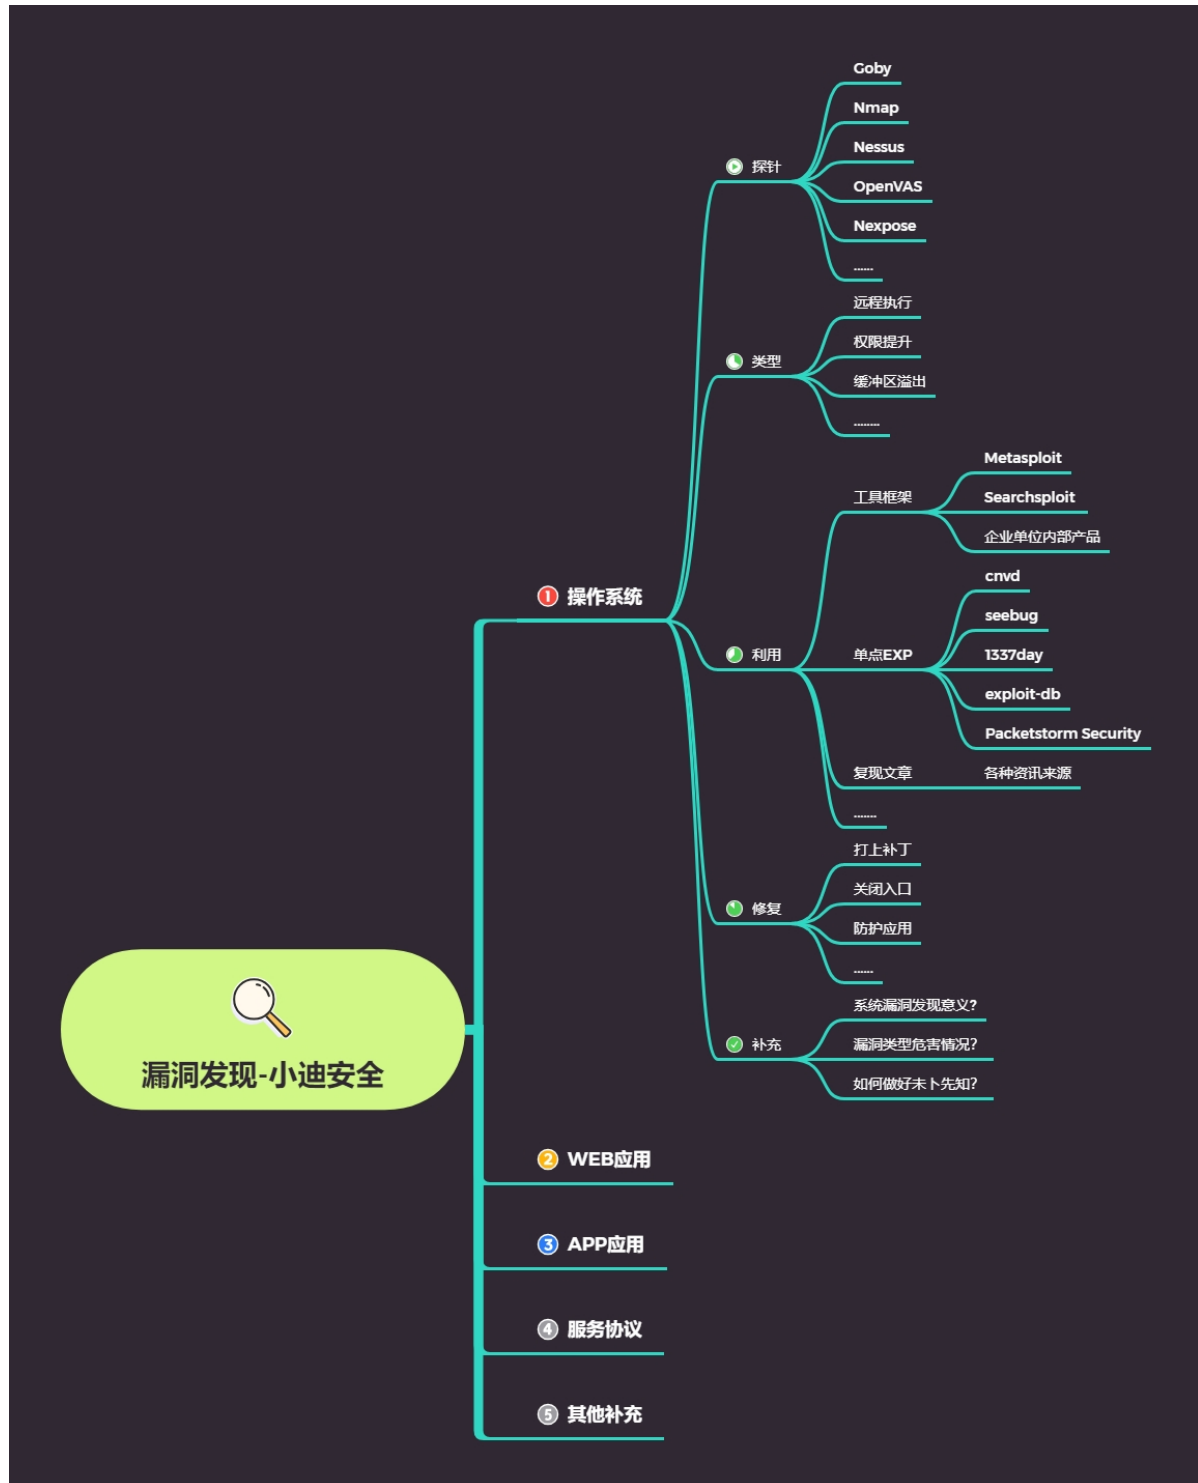 漏洞发现-小迪安全
① 操作系统
探针
Goby
Nmap
Nessus
OpenVAS
Nexpose
......
类型
远程执行
权限提升
缓冲区溢出
........
利用
工具框架
Metasploit
Searchsploit
企业单位内部产品
单点EXP
cnvd
seebug
1337day
exploit-db
Packetstorm Security
复现文章
各种资讯来源
.......
修复
打上补丁
关闭入口
防护应用
......
补充
系统漏洞发现意义?
漏洞类型危害情况?
如何做好未卜先知?
② WEB应用
③ APP应用
④ 服务协议
⑤ 其他补充